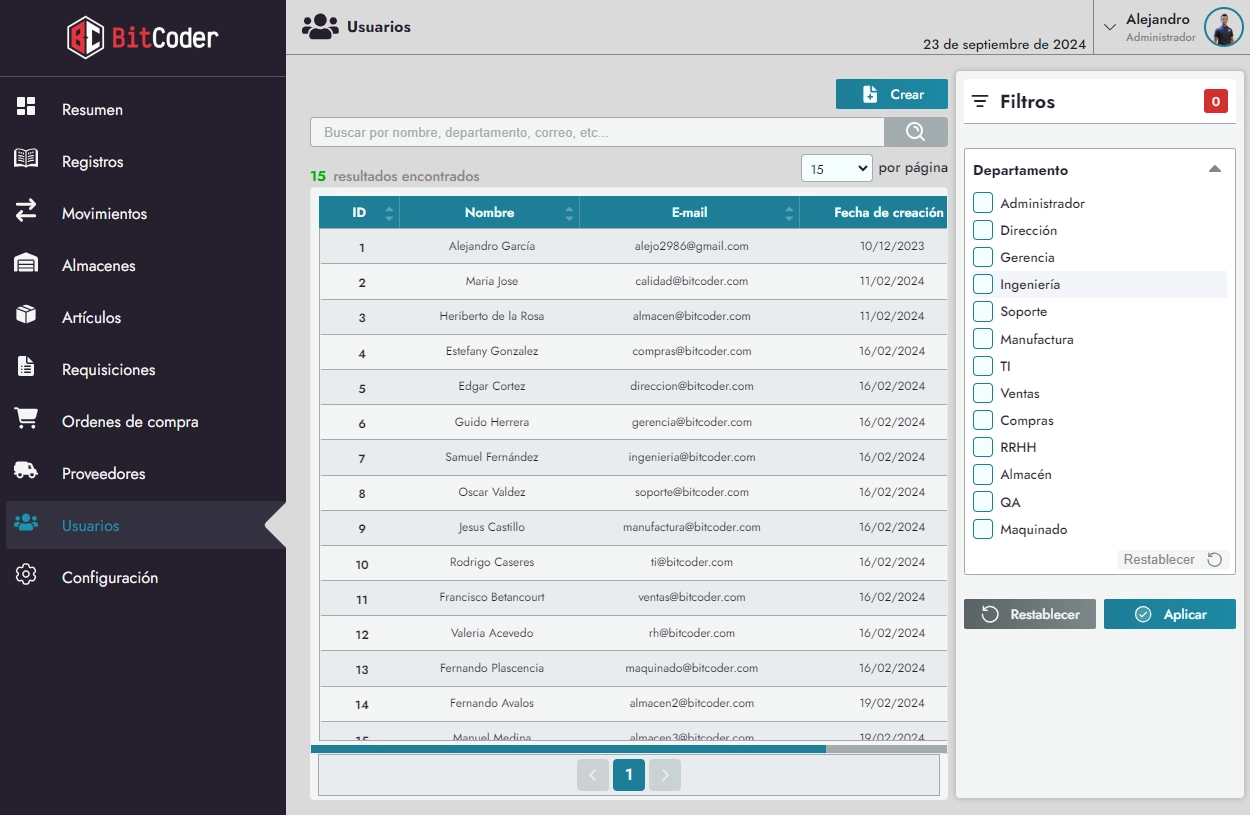 BitCoder
Resumen
Registros
Movimientos
Almacenes
Artículos
Requisiciones
Ordenes de compra
Proveedores
Usuarios
Configuración
Usuarios
23 de septiembre de 2024
Alejandro
Administrador
Crear
Buscar por nombre, departamento, correo, etc...
15 resultados encontrados
15 por página
ID Nombre E-mail Fecha de creación
1 Alejandro García alejo2986@gmail.com 10/12/2023
2 Maria Jose calidad@bitcoder.com 11/02/2024
3 Heriberto de la Rosa almacen@bitcoder.com 11/02/2024
4 Estefany Gonzalez compras@bitcoder.com 16/02/2024
5 Edgar Cortez direccion@bitcoder.com 16/02/2024
6 Guido Herrera gerencia@bitcoder.com 16/02/2024
7 Samuel Fernández ingenieria@bitcoder.com 16/02/2024
8 Oscar Valdez soporte@bitcoder.com 16/02/2024
9 Jesus Castillo manufactura@bitcoder.com 16/02/2024
10 Rodrigo Caseres ti@bitcoder.com 16/02/2024
11 Francisco Betancourt ventas@bitcoder.com 16/02/2024
12 Valeria Acevedo rh@bitcoder.com 16/02/2024
13 Fernando Plascencia maquinado@bitcoder.com 16/02/2024
14 Fernando Avalos almacen2@bitcoder.com 19/02/2024
15 Manuel Medina almacen3@bitcoder.com 19/02/2024
1
Filtros 0
Departamento
Administrador
Dirección
Gerencia
Ingeniería
Soporte
Manufactura
TI
Ventas
Compras
RRHH
Almacén
QA
Maquinado
Restablecer
Restablecer Aplicar